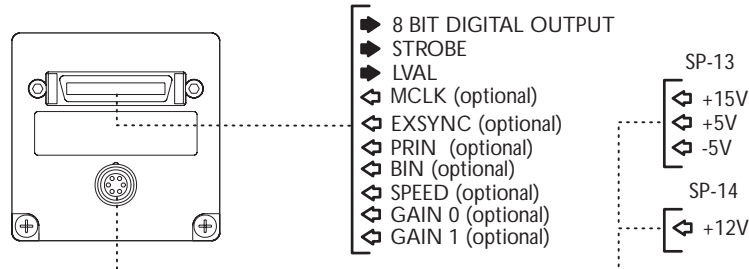 8 BIT DIGITAL OUTPUT
STROBE
LVAL
MCLK (optional)
EXSYNC (optional)
PRIN (optional)
BIN (optional)
SPEED (optional)
GAIN 0 (optional)
GAIN 1 (optional)
SP-13
+15V
+5V
-5V
SP-14
+12V